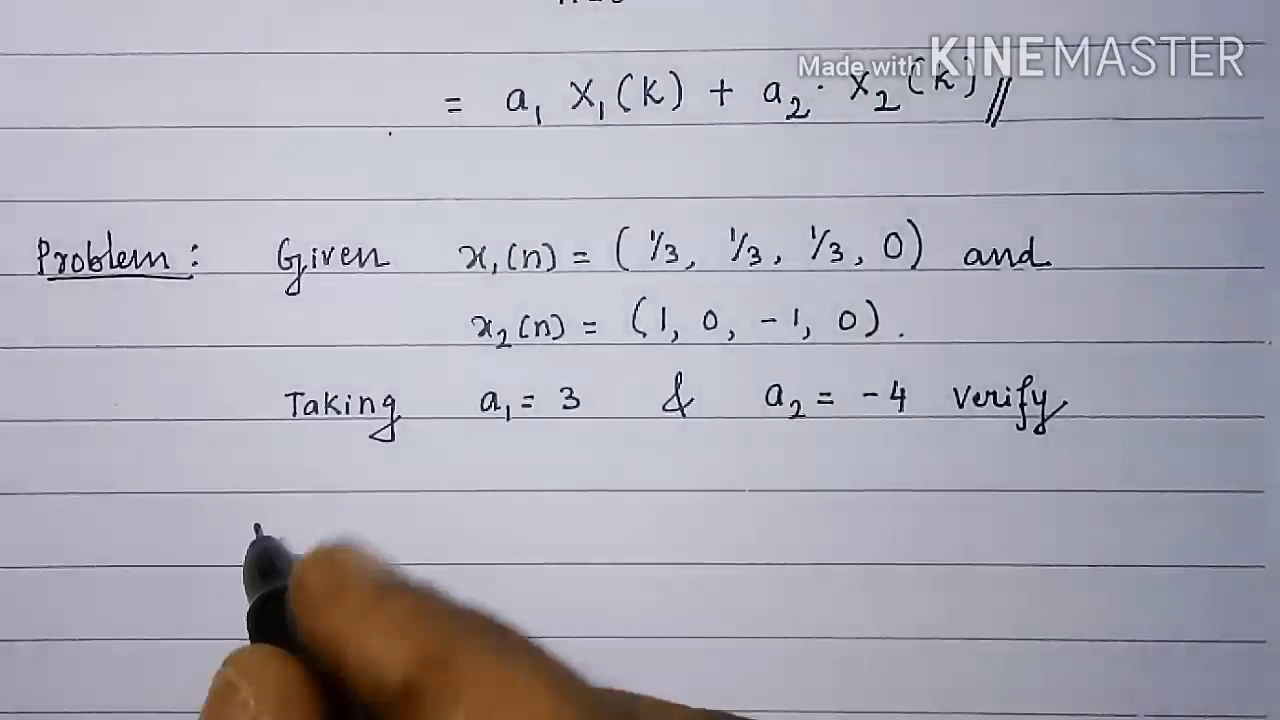 Made with KINEMASTER
= a₁ X₁(k) + a₂ · X₂(k) //
Problem: Given x₁(n) = (1/3, 1/3, 1/3, 0) and
x₂(n) = (1, 0, -1, 0).
Taking a₁ = 3 & a₂ = -4 verify